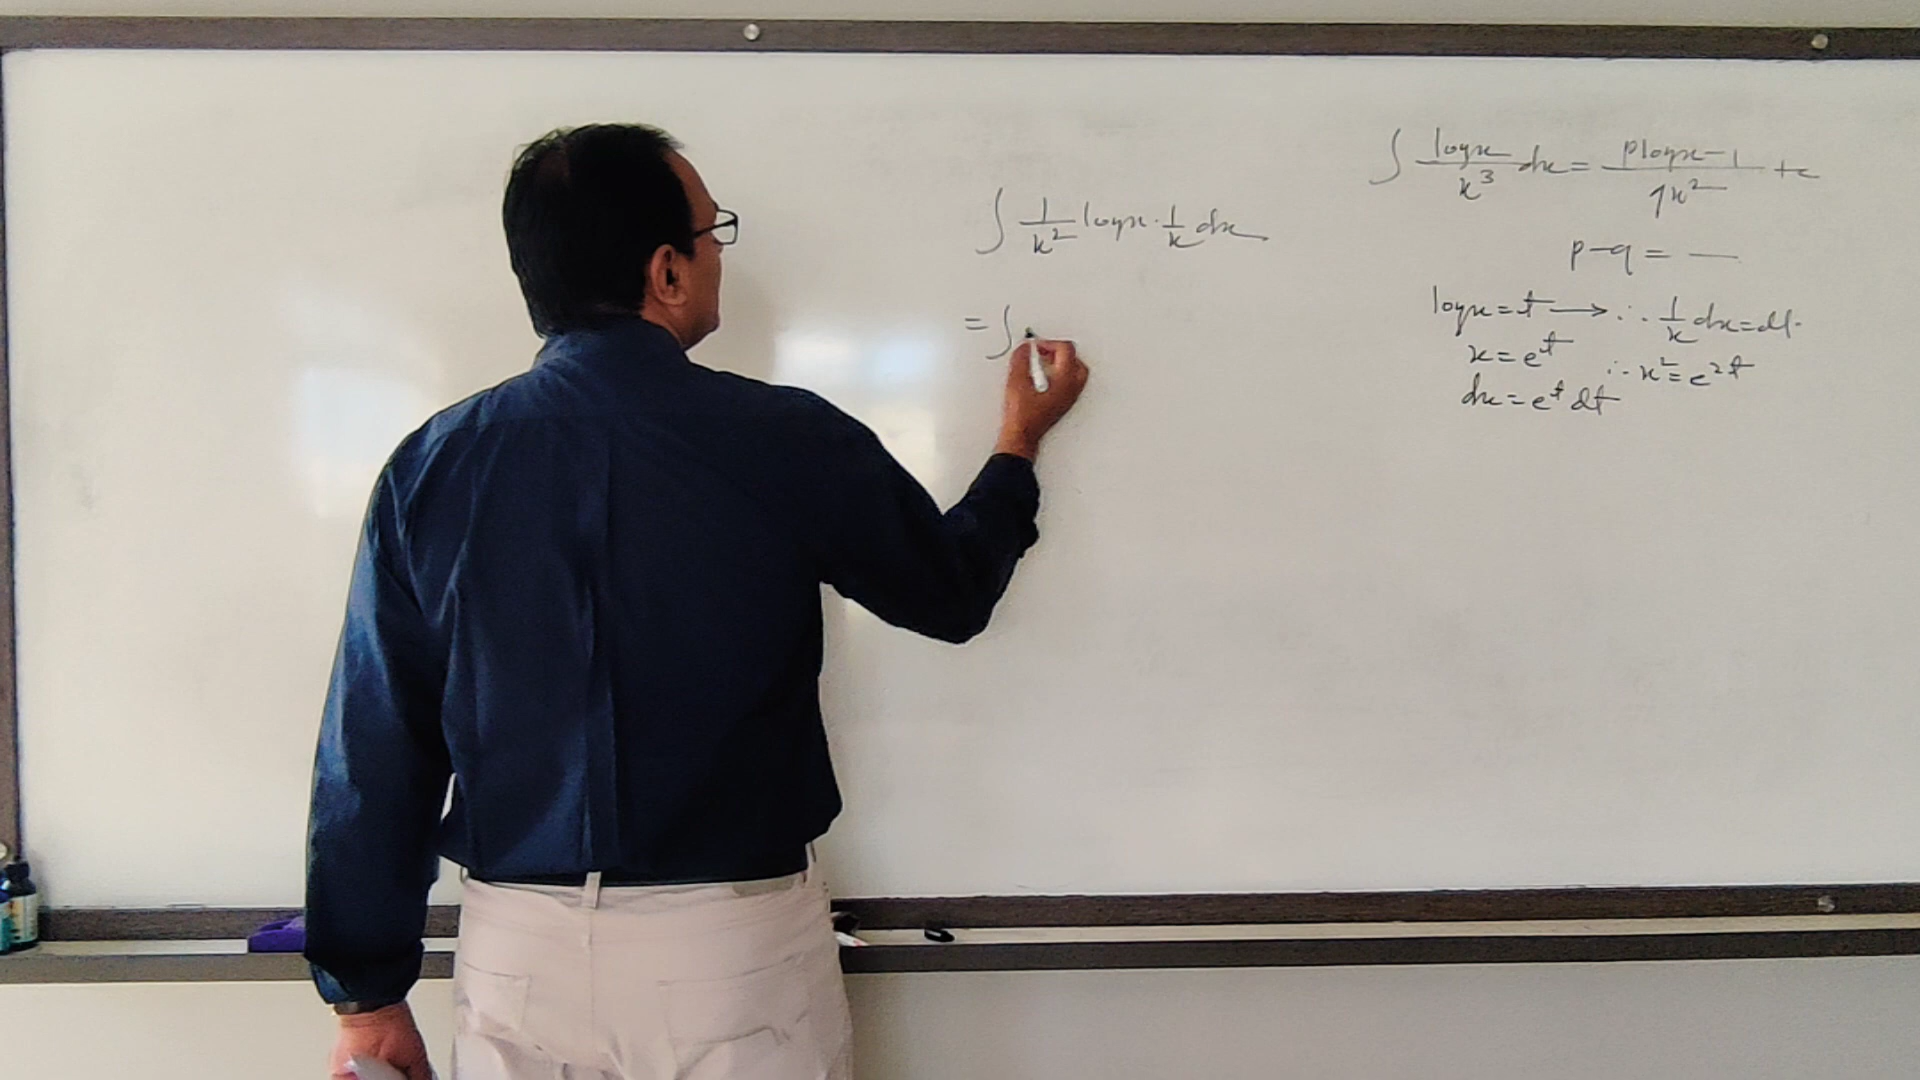 ∫ logx/x³ dx = (plogx-1)/(qx²) + c
p-q = —
logx = t → ∴ 1/x dx = dt.
x = e^t ∴ x² = e^2t
dx = e^t dt
∫ 1/x² logx · 1/x dx
= ∫